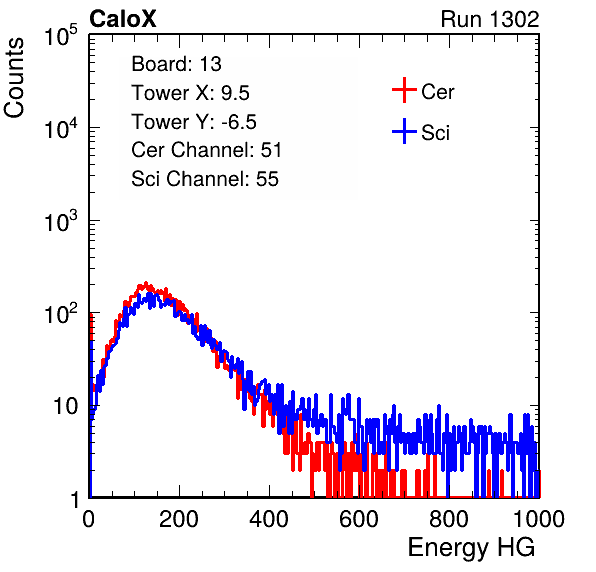 CaloX Run 1302
Counts
Board: 13
Tower X: 9.5
Tower Y: -6.5
Cer Channel: 51
Sci Channel: 55
Cer
Sci
10^5
10^4
10^3
10^2
10
1
0 200 400 600 800 1000
Energy HG